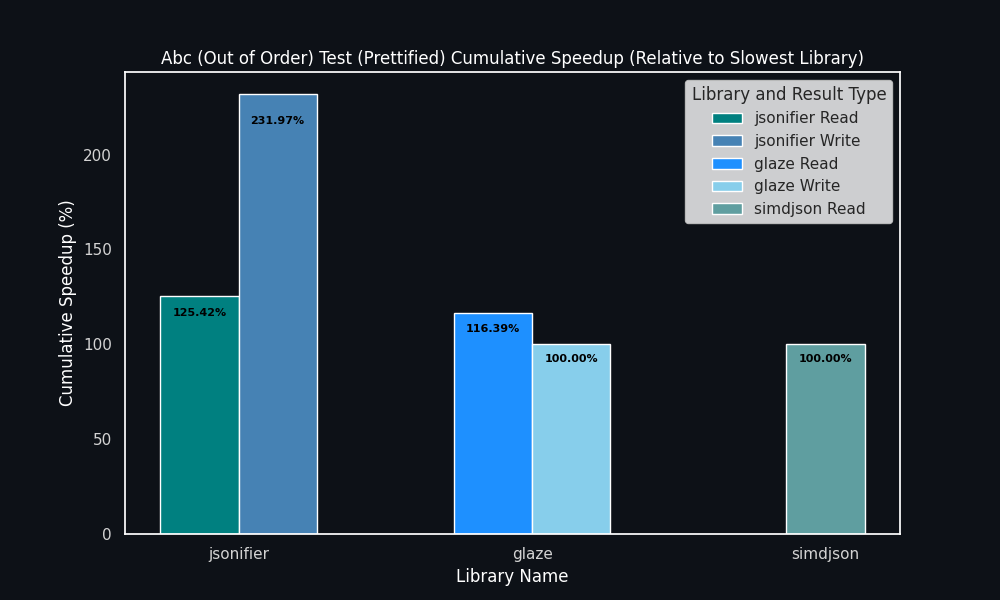 Abc (Out of Order) Test (Prettified) Cumulative Speedup (Relative to Slowest Library)
Library and Result Type
jsonifier Read
jsonifier Write
glaze Read
glaze Write
simdjson Read
Cumulative Speedup (%)
200
150
100
50
0
231.97%
125.42%
116.39%
100.00%
100.00%
jsonifier
glaze
simdjson
Library Name